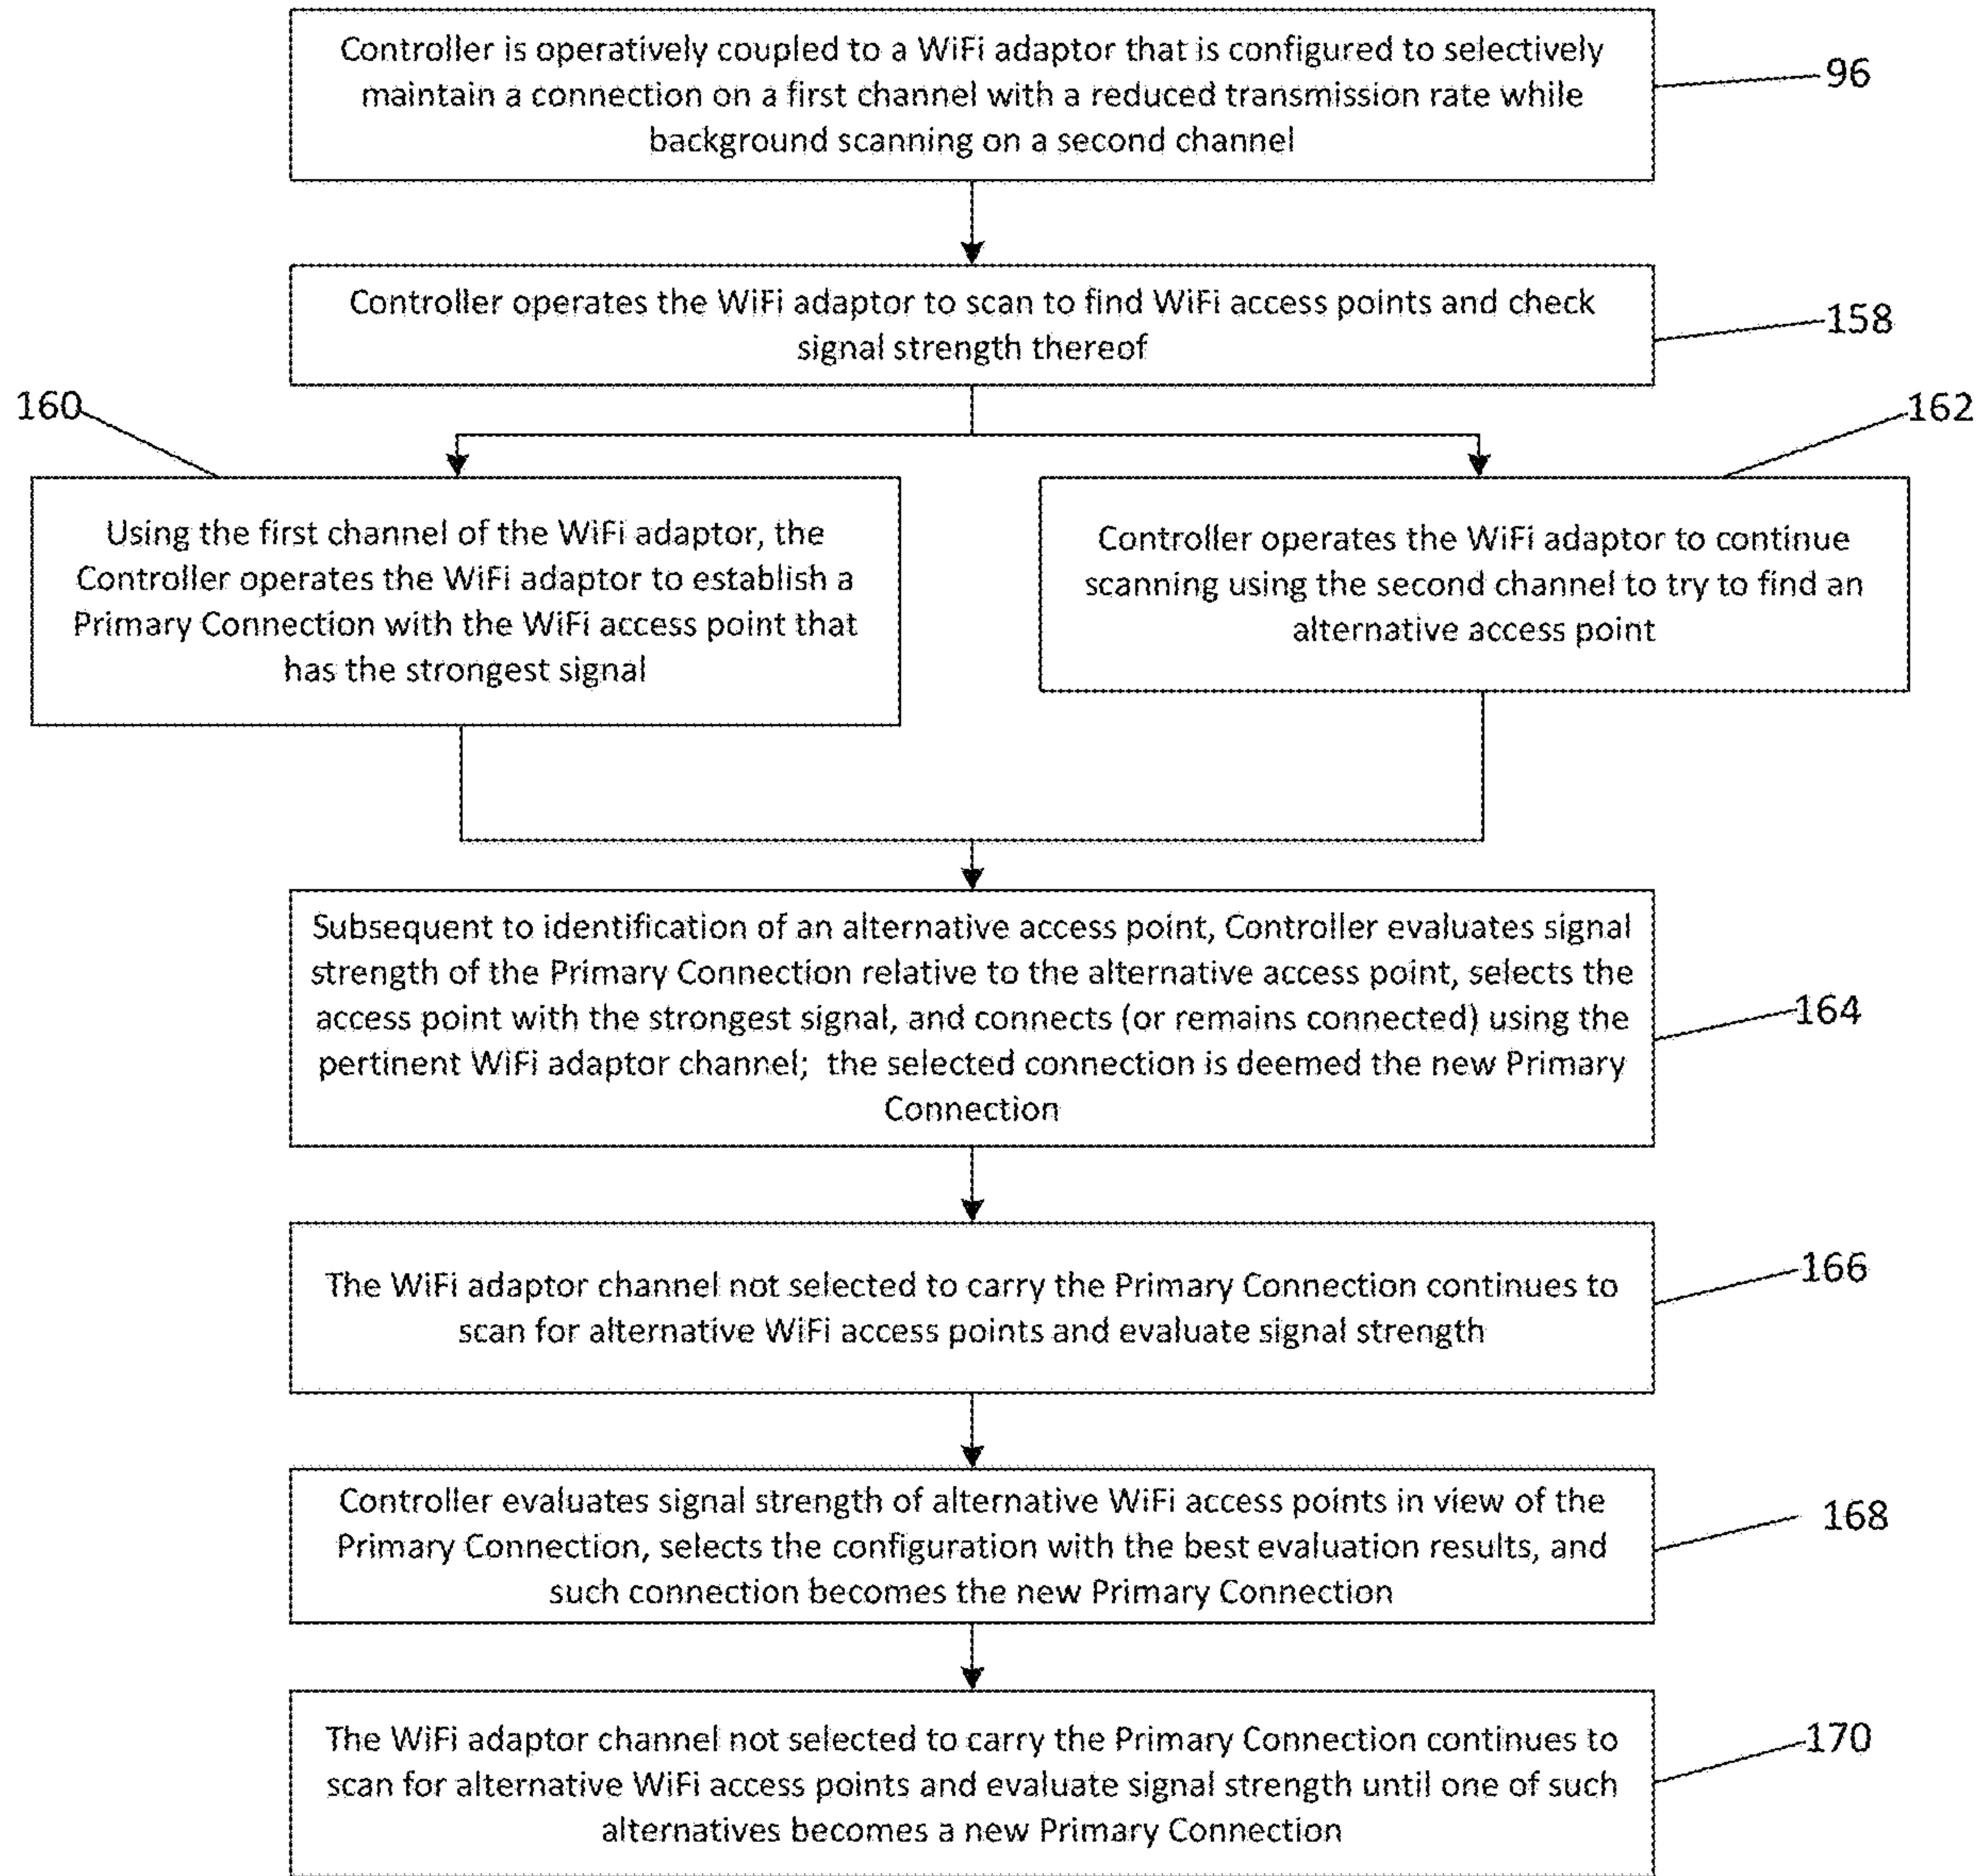 Controller is operatively coupled to a WiFi adaptor that is configured to selectively
maintain a connection on a first channel with a reduced transmission rate while
background scanning on a second channel
96
Controller operates the WiFi adaptor to scan to find WiFi access points and check
signal strength thereof
158
160
162
Using the first channel of the WiFi adaptor, the
Controller operates the WiFi adaptor to establish a
Primary Connection with the WiFi access point that
has the strongest signal
Controller operates the WiFi adaptor to continue
scanning using the second channel to try to find an
alternative access point
Subsequent to identification of an alternative access point, Controller evaluates signal
strength of the Primary Connection relative to the alternative access point, selects the
access point with the strongest signal, and connects (or remains connected) using the
pertinent WiFi adaptor channel; the selected connection is deemed the new Primary
Connection
164
The WiFi adaptor channel not selected to carry the Primary Connection continues to
scan for alternative WiFi access points and evaluate signal strength
166
Controller evaluates signal strength of alternative WiFi access points in view of the
Primary Connection, selects the configuration with the best evaluation results, and
such connection becomes the new Primary Connection
168
The WiFi adaptor channel not selected to carry the Primary Connection continues to
scan for alternative WiFi access points and evaluate signal strength until one of such
alternatives becomes a new Primary Connection
170